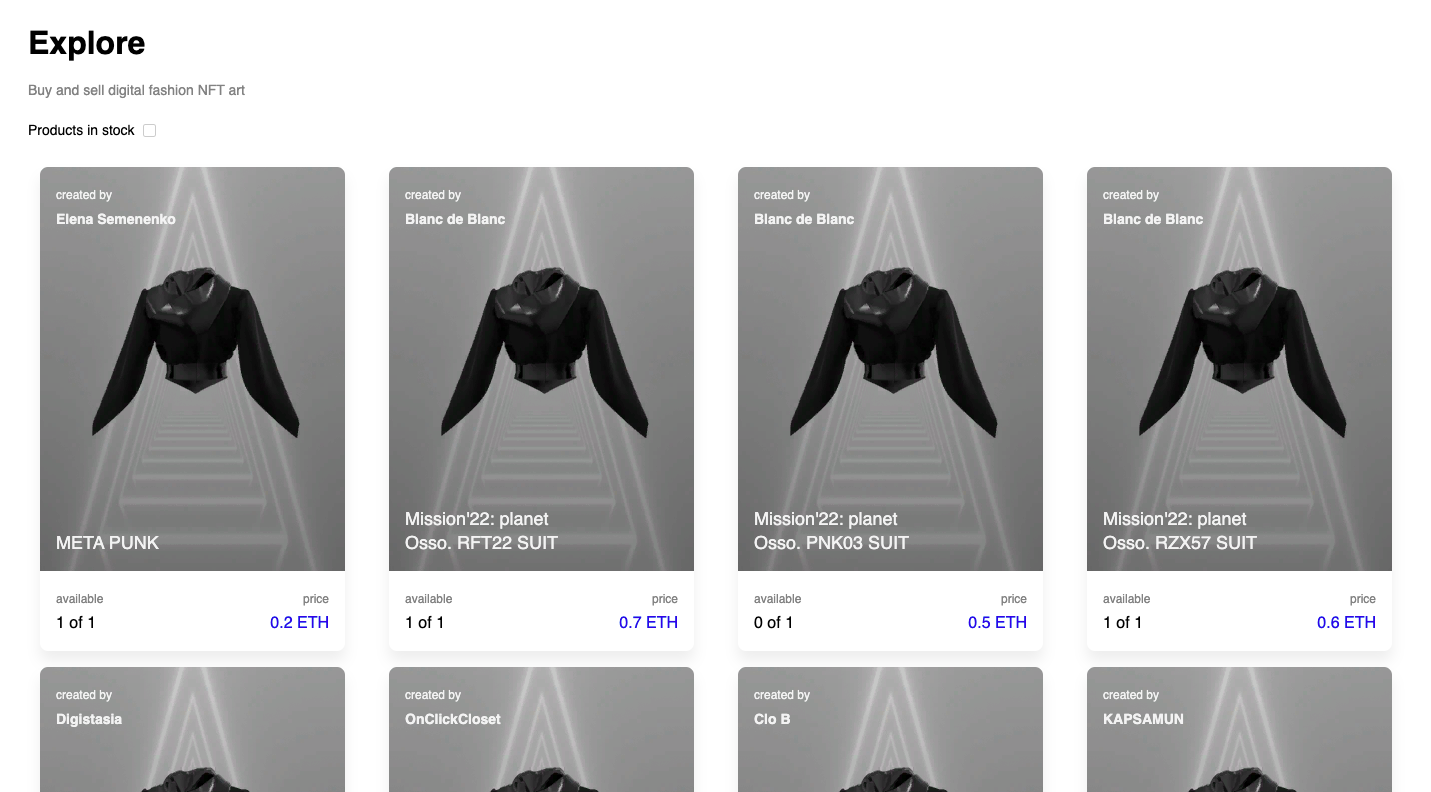 Explore
Buy and sell digital fashion NFT art
Products in stock
created by
Elena Semenenko
META PUNK
available
price
1 of 1
0.2 ETH
created by
Blanc de Blanc
Mission'22: planet
Osso. RFT22 SUIT
available
price
1 of 1
0.7 ETH
created by
Blanc de Blanc
Mission'22: planet
Osso. PNK03 SUIT
available
price
0 of 1
0.5 ETH
created by
Blanc de Blanc
Mission'22: planet
Osso. RZX57 SUIT
available
price
1 of 1
0.6 ETH
created by
Digistasia
created by
OnClickCloset
created by
Clo B
created by
KAPSAMUN